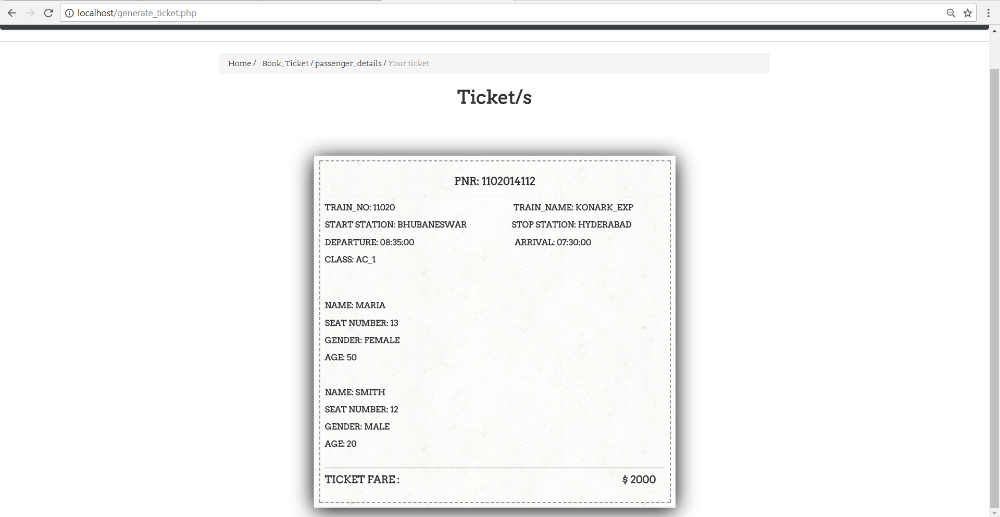 localhost/generate_ticket.php
Home / Book_Ticket / passenger_details / Your ticket
Ticket/s
PNR: 1102014112
TRAIN_NO: 11020 TRAIN_NAME: KONARK_EXP
START STATION: BHUBANESWAR STOP STATION: HYDERABAD
DEPARTURE: 08:35:00 ARRIVAL: 07:30:00
CLASS: AC_1
NAME: MARIA
SEAT NUMBER: 13
GENDER: FEMALE
AGE: 50
NAME: SMITH
SEAT NUMBER: 12
GENDER: MALE
AGE: 20
TICKET FARE : $ 2000